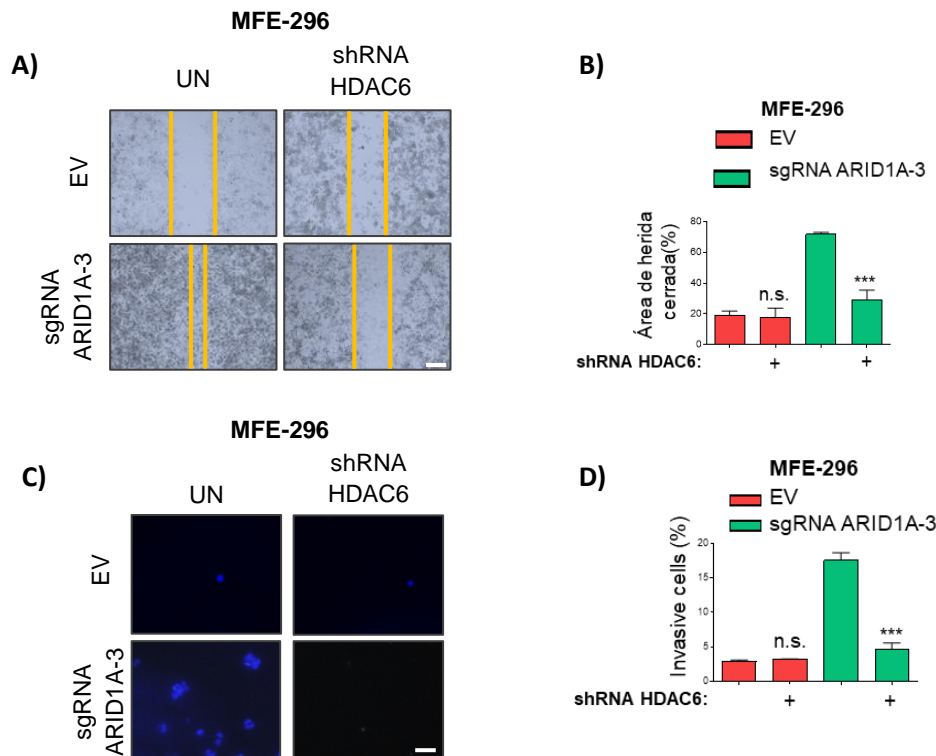 A)
MFE-296
UN
shRNA
HDAC6
EV
sgRNA
ARID1A-3
B)
MFE-296
EV
sgRNA ARID1A-3
Área de herida
cerrada(%)
80
60
40
20
0
n.s.
***
shRNA HDAC6:
+
+
C)
MFE-296
UN
shRNA
HDAC6
EV
sgRNA
ARID1A-3
D)
MFE-296
EV
sgRNA ARID1A-3
Invasive cells (%)
20
15
10
5
0
n.s.
***
shRNA HDAC6:
+
+